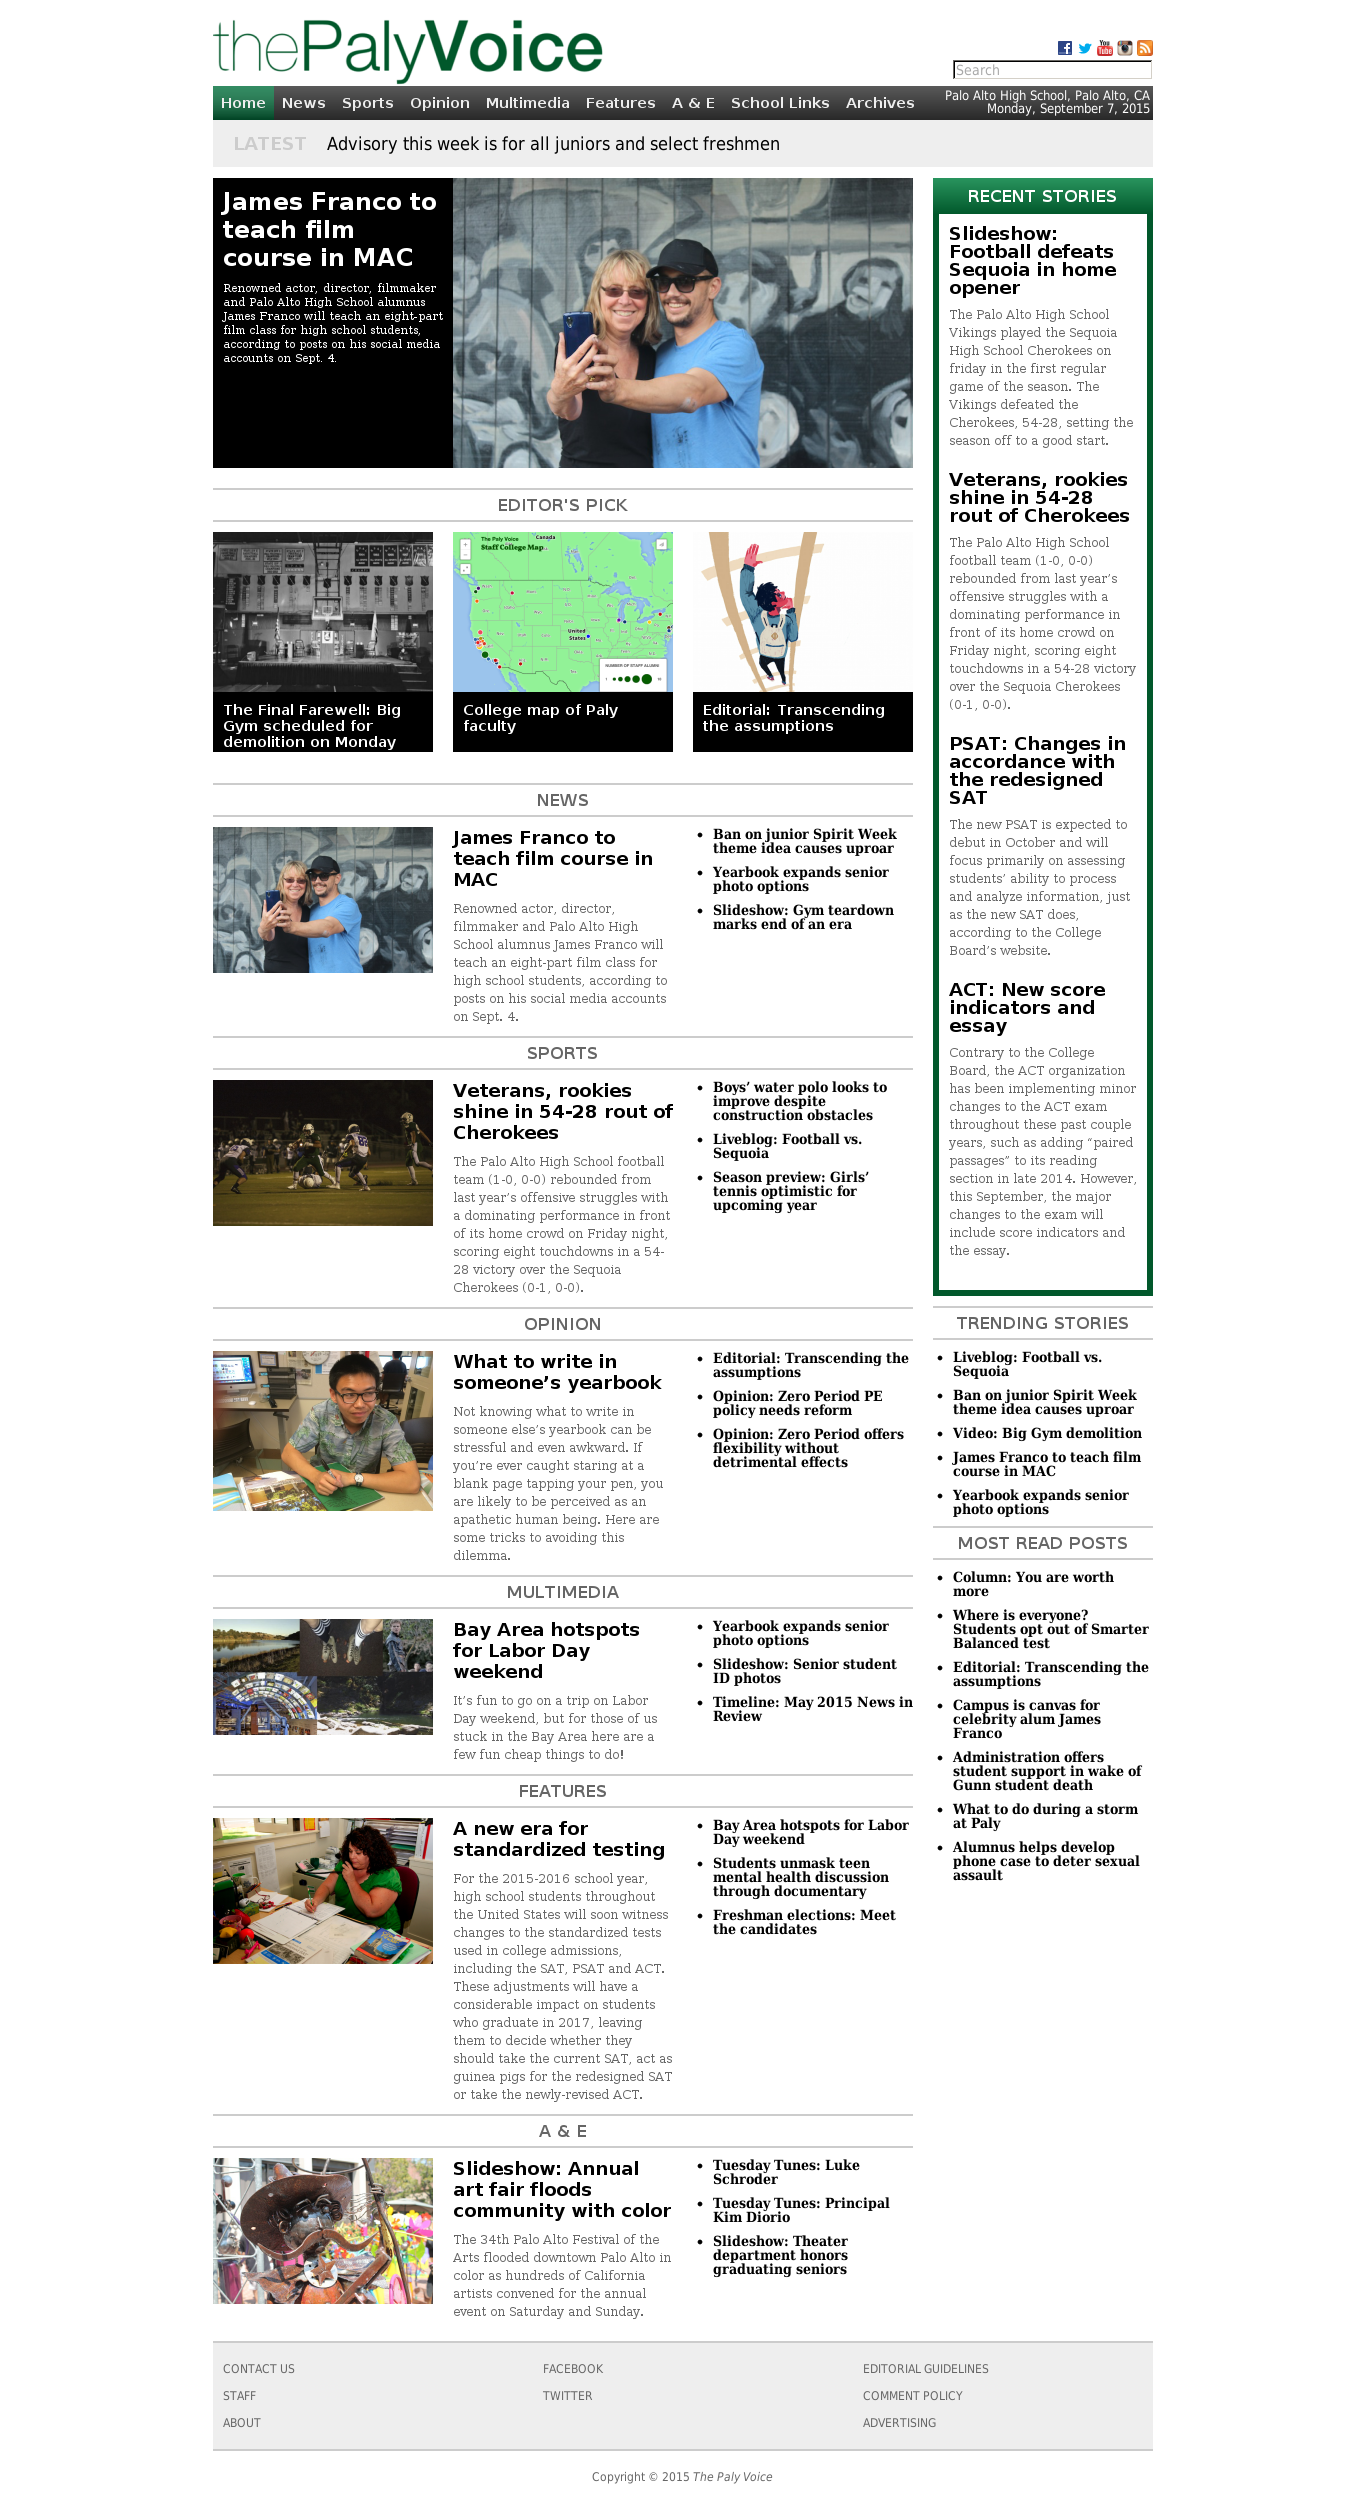 thePalyVoice
Search
Home News Sports Opinion Multimedia Features A & E School Links Archives
Palo Alto High School, Palo Alto, CA
Monday, September 7, 2015
LATEST Advisory this week is for all juniors and select freshmen
James Franco to
teach film
course in MAC
Renowned actor, director, filmmaker
and Palo Alto High School alumnus
James Franco will teach an eight-part
film class for high school students,
according to posts on his social media
accounts on Sept. 4.
EDITOR'S PICK
The Paly Voice
Staff College Map
Canada
United
States
NUMBER OF STAFF ALUMNI
The Final Farewell: Big
Gym scheduled for
demolition on Monday
College map of Paly
faculty
Editorial: Transcending
the assumptions
NEWS
James Franco to
teach film course in
MAC
Renowned actor, director,
filmmaker and Palo Alto High
School alumnus James Franco will
teach an eight-part film class for
high school students, according to
posts on his social media accounts
on Sept. 4.
Ban on junior Spirit Week
theme idea causes uproar
Yearbook expands senior
photo options
Slideshow: Gym teardown
marks end of an era
SPORTS
Veterans, rookies
shine in 54-28 rout of
Cherokees
The Palo Alto High School football
team (1-0, 0-0) rebounded from
last year’s offensive struggles with
a dominating performance in front
of its home crowd on Friday night,
scoring eight touchdowns in a 54-
28 victory over the Sequoia
Cherokees (0-1, 0-0).
Boys’ water polo looks to
improve despite
construction obstacles
Liveblog: Football vs.
Sequoia
Season preview: Girls’
tennis optimistic for
upcoming year
OPINION
What to write in
someone’s yearbook
Not knowing what to write in
someone else’s yearbook can be
stressful and even awkward. If
you’re ever caught staring at a
blank page tapping your pen, you
are likely to be perceived as an
apathetic human being. Here are
some tricks to avoiding this
dilemma.
Editorial: Transcending the
assumptions
Opinion: Zero Period PE
policy needs reform
Opinion: Zero Period offers
flexibility without
detrimental effects
MULTIMEDIA
Bay Area hotspots
for Labor Day
weekend
It’s fun to go on a trip on Labor
Day weekend, but for those of us
stuck in the Bay Area here are a
few fun cheap things to do!
Yearbook expands senior
photo options
Slideshow: Senior student
ID photos
Timeline: May 2015 News in
Review
FEATURES
A new era for
standardized testing
For the 2015-2016 school year,
high school students throughout
the United States will soon witness
changes to the standardized tests
used in college admissions,
including the SAT, PSAT and ACT.
These adjustments will have a
considerable impact on students
who graduate in 2017, leaving
them to decide whether they
should take the current SAT, act as
guinea pigs for the redesigned SAT
or take the newly-revised ACT.
Bay Area hotspots for Labor
Day weekend
Students unmask teen
mental health discussion
through documentary
Freshman elections: Meet
the candidates
A & E
Slideshow: Annual
art fair floods
community with color
The 34th Palo Alto Festival of the
Arts flooded downtown Palo Alto in
color as hundreds of California
artists convened for the annual
event on Saturday and Sunday.
Tuesday Tunes: Luke
Schroder
Tuesday Tunes: Principal
Kim Diorio
Slideshow: Theater
department honors
graduating seniors
RECENT STORIES
Slideshow:
Football defeats
Sequoia in home
opener
The Palo Alto High School
Vikings played the Sequoia
High School Cherokees on
friday in the first regular
game of the season. The
Vikings defeated the
Cherokees, 54-28, setting the
season off to a good start.
Veterans, rookies
shine in 54-28
rout of Cherokees
The Palo Alto High School
football team (1-0, 0-0)
rebounded from last year’s
offensive struggles with a
dominating performance in
front of its home crowd on
Friday night, scoring eight
touchdowns in a 54-28 victory
over the Sequoia Cherokees
(0-1, 0-0).
PSAT: Changes in
accordance with
the redesigned
SAT
The new PSAT is expected to
debut in October and will
focus primarily on assessing
students’ ability to process
and analyze information, just
as the new SAT does,
according to the College
Board’s website.
ACT: New score
indicators and
essay
Contrary to the College
Board, the ACT organization
has been implementing minor
changes to the ACT exam
throughout these past couple
years, such as adding “paired
passages” to its reading
section in late 2014. However,
this September, the major
changes to the exam will
include score indicators and
the essay.
TRENDING STORIES
Liveblog: Football vs.
Sequoia
Ban on junior Spirit Week
theme idea causes uproar
Video: Big Gym demolition
James Franco to teach film
course in MAC
Yearbook expands senior
photo options
MOST READ POSTS
Column: You are worth
more
Where is everyone?
Students opt out of Smarter
Balanced test
Editorial: Transcending the
assumptions
Campus is canvas for
celebrity alum James
Franco
Administration offers
student support in wake of
Gunn student death
What to do during a storm
at Paly
Alumnus helps develop
phone case to deter sexual
assault
CONTACT US FACEBOOK EDITORIAL GUIDELINES
STAFF TWITTER COMMENT POLICY
ABOUT ADVERTISING
Copyright © 2015 The Paly Voice